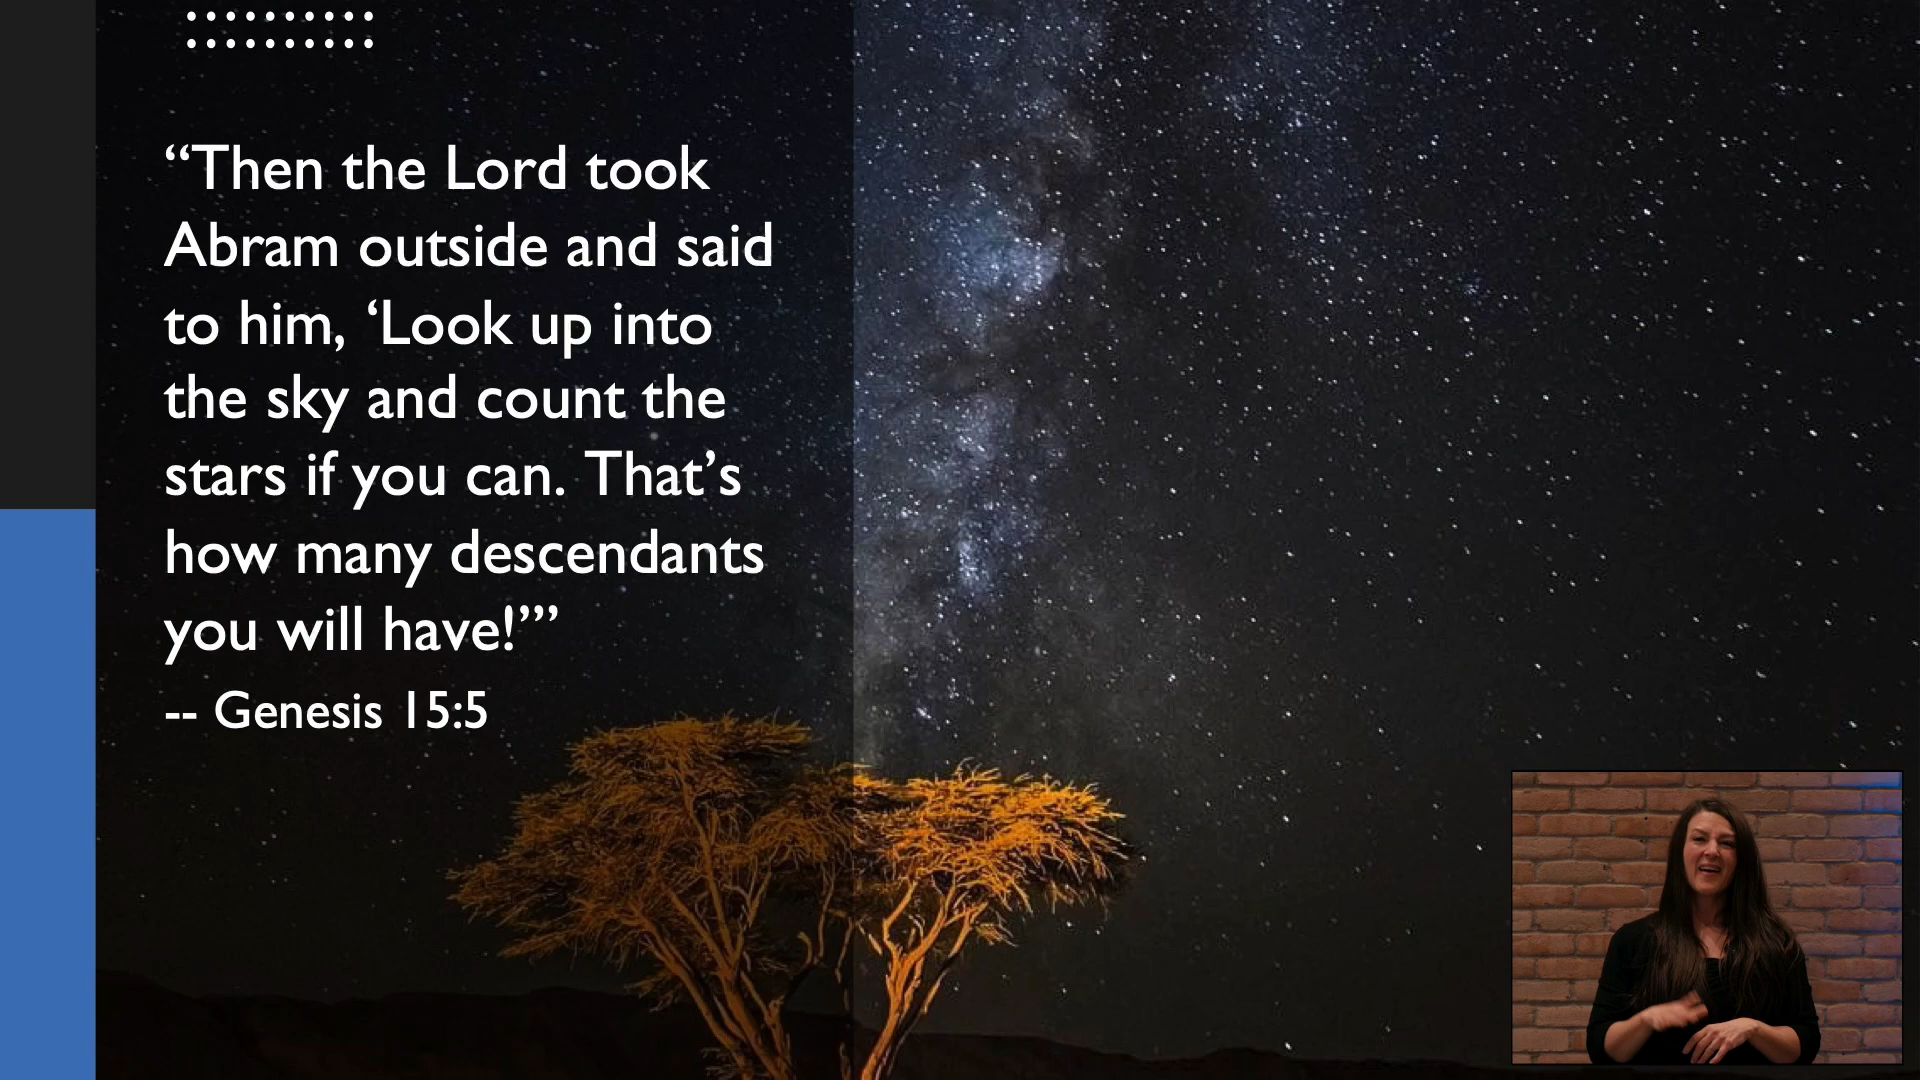 “Then the Lord took
Abram outside and said
to him, ‘Look up into
the sky and count the
stars if you can. That’s
how many descendants
you will have!’”
-- Genesis 15:5